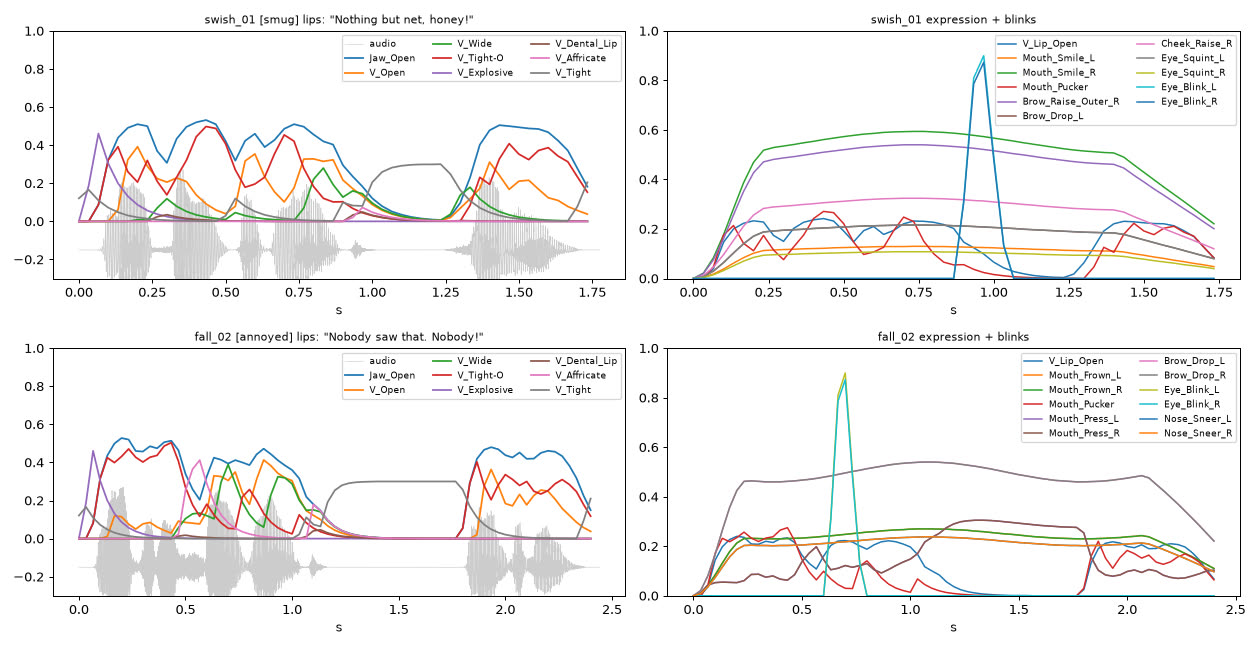 swish_01 [smug] lips: "Nothing but net, honey!"
audio
Jaw_Open
V_Open
V_Wide
V_Tight-O
V_Explosive
V_Dental_Lip
V_Affricate
V_Tight
1.0
0.8
0.6
0.4
0.2
0.0
−0.2
0.00 0.25 0.50 0.75 1.00 1.25 1.50 1.75
s
swish_01 expression + blinks
V_Lip_Open
Mouth_Smile_L
Mouth_Smile_R
Mouth_Pucker
Brow_Raise_Outer_R
Brow_Drop_L
Cheek_Raise_R
Eye_Squint_L
Eye_Squint_R
Eye_Blink_L
Eye_Blink_R
1.0
0.8
0.6
0.4
0.2
0.0
0.00 0.25 0.50 0.75 1.00 1.25 1.50 1.75
s
fall_02 [annoyed] lips: "Nobody saw that. Nobody!"
audio
Jaw_Open
V_Open
V_Wide
V_Tight-O
V_Explosive
V_Dental_Lip
V_Affricate
V_Tight
1.0
0.8
0.6
0.4
0.2
0.0
−0.2
0.0 0.5 1.0 1.5 2.0 2.5
s
fall_02 expression + blinks
V_Lip_Open
Mouth_Frown_L
Mouth_Frown_R
Mouth_Pucker
Mouth_Press_L
Mouth_Press_R
Brow_Drop_L
Brow_Drop_R
Eye_Blink_L
Eye_Blink_R
Nose_Sneer_L
Nose_Sneer_R
1.0
0.8
0.6
0.4
0.2
0.0
0.0 0.5 1.0 1.5 2.0 2.5
s